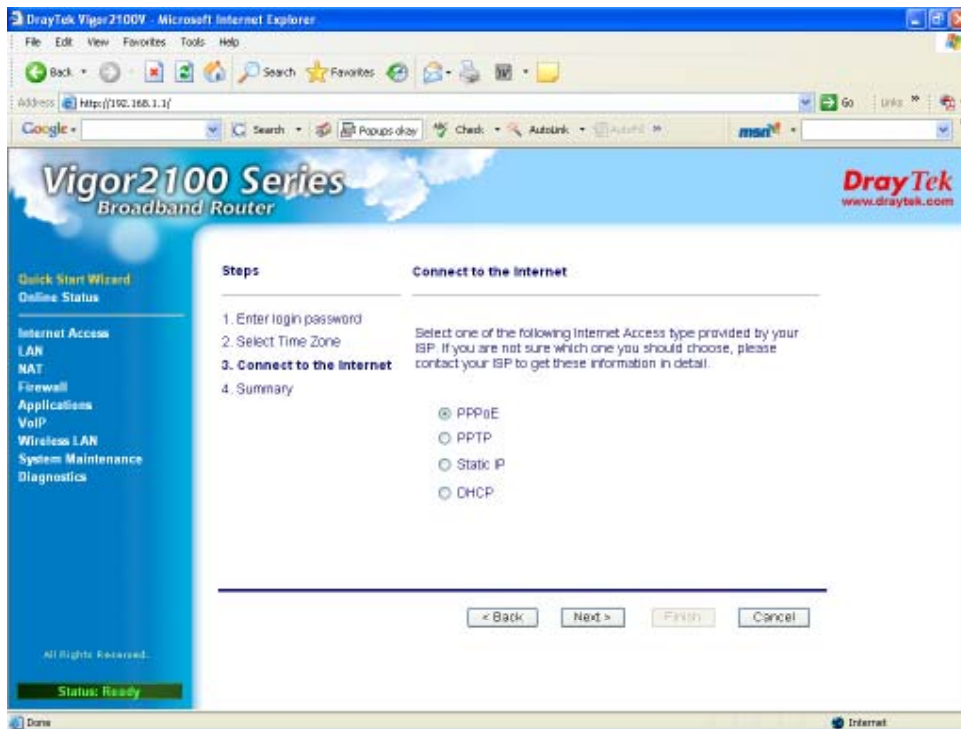 DrayTek Vigor2100V - Microsoft Internet Explorer
File Edit View Favorites Tools Help
Back Search Favorites
Address http://192.168.1.1/ Go Links »
Google Search Popups okay Check AutoLink » msn
Vigor2100 Series
Broadband Router
DrayTek
www.draytek.com
Quick Start Wizard
Online Status
Internet Access
LAN
NAT
Firewall
Applications
VoIP
Wireless LAN
System Maintenance
Diagnostics
All Rights Reserved.
Status: Ready
Steps
1. Enter login password
2. Select Time Zone
3. Connect to the Internet
4. Summary
Connect to the Internet
Select one of the following Internet Access type provided by your
ISP. If you are not sure which one you should choose, please
contact your ISP to get these information in detail.
PPPoE
PPTP
Static IP
DHCP
< Back Next > Finish Cancel
Done Internet